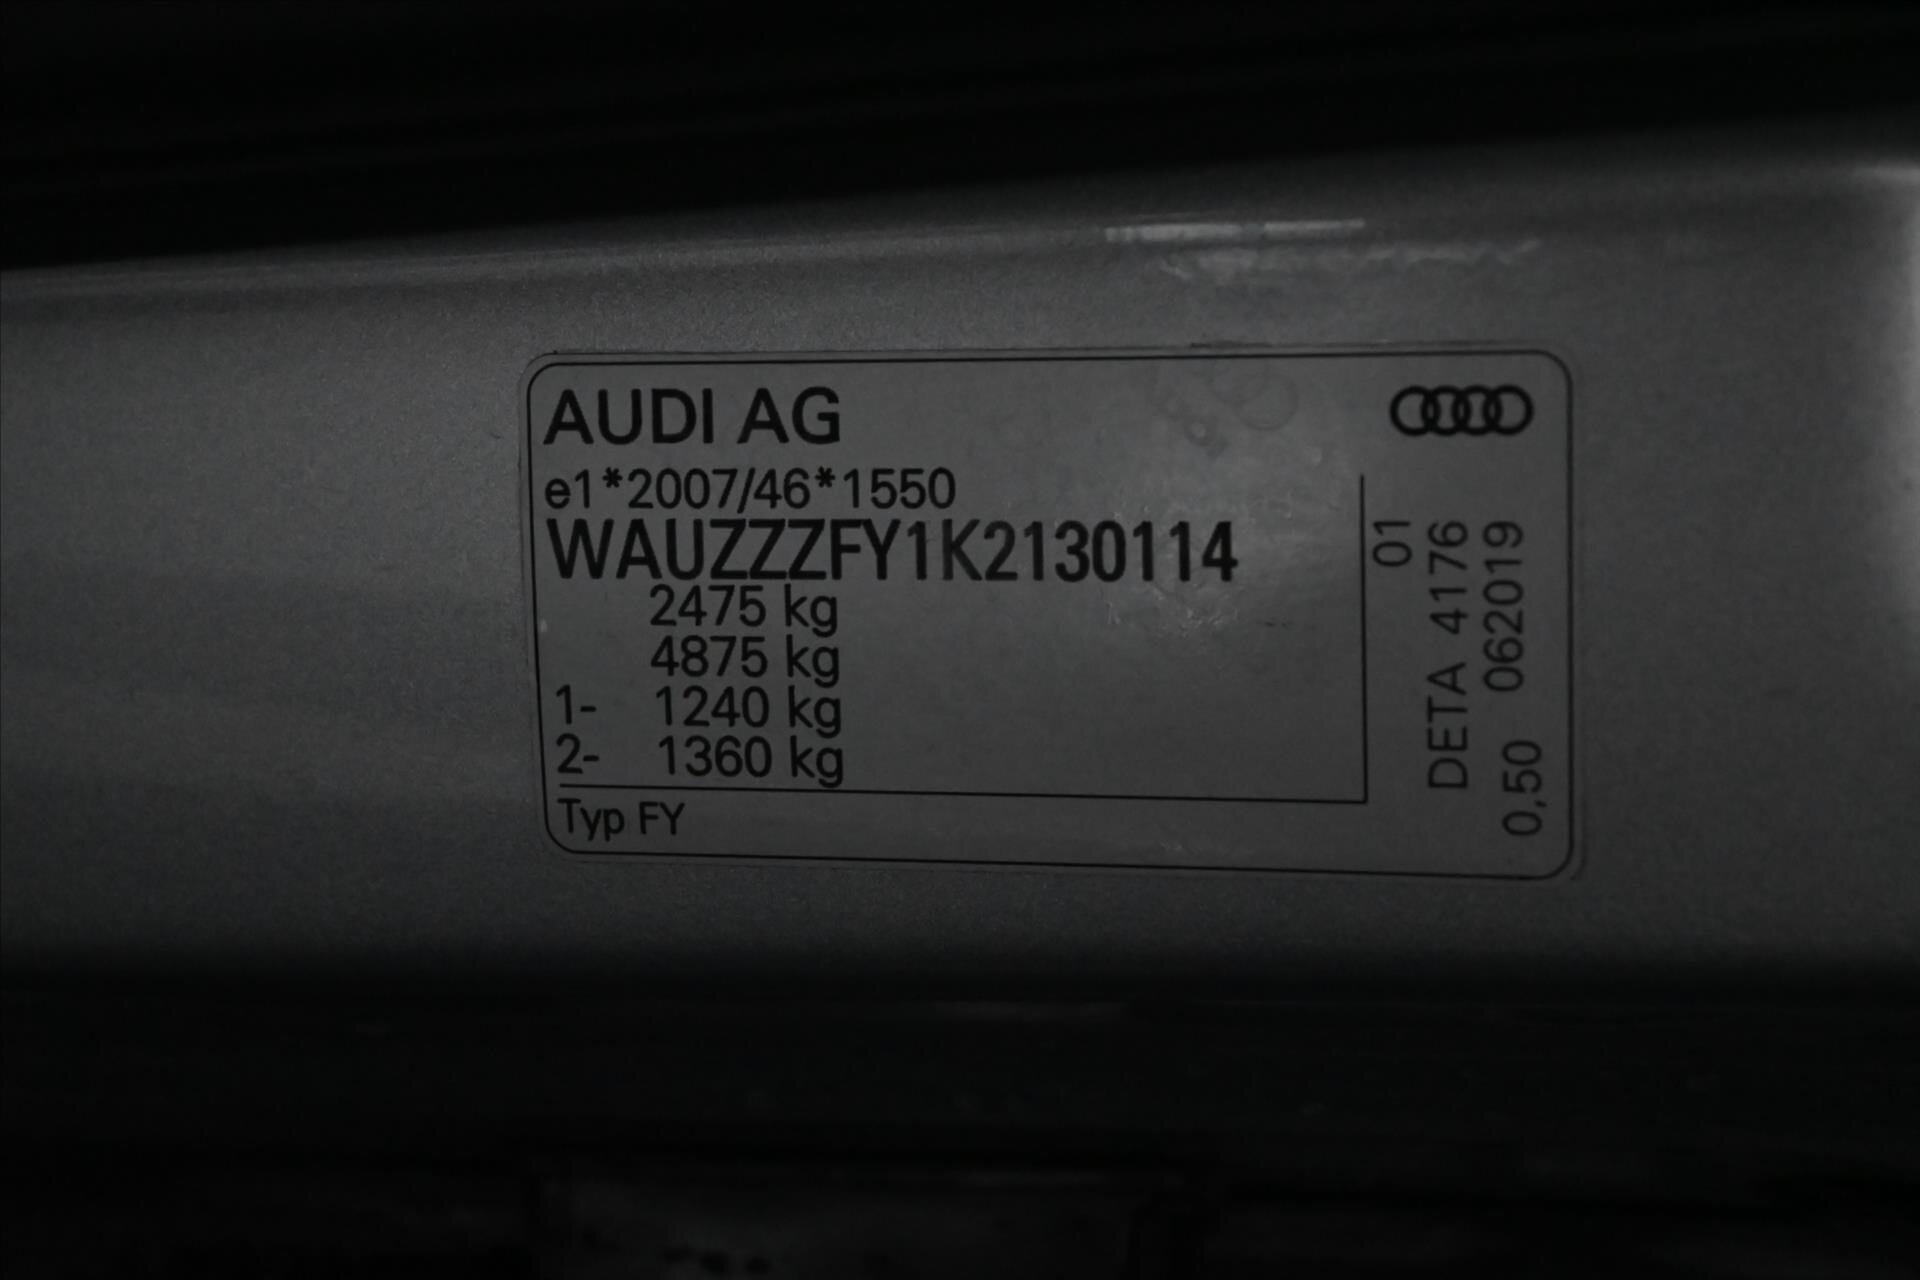 AUDI AG
e1*2007/46*1550
WAUZZZFY1K2130114
2475 kg
4875 kg
1- 1240 kg
2- 1360 kg
Typ FY
01
DETA 4176
0,50 062019